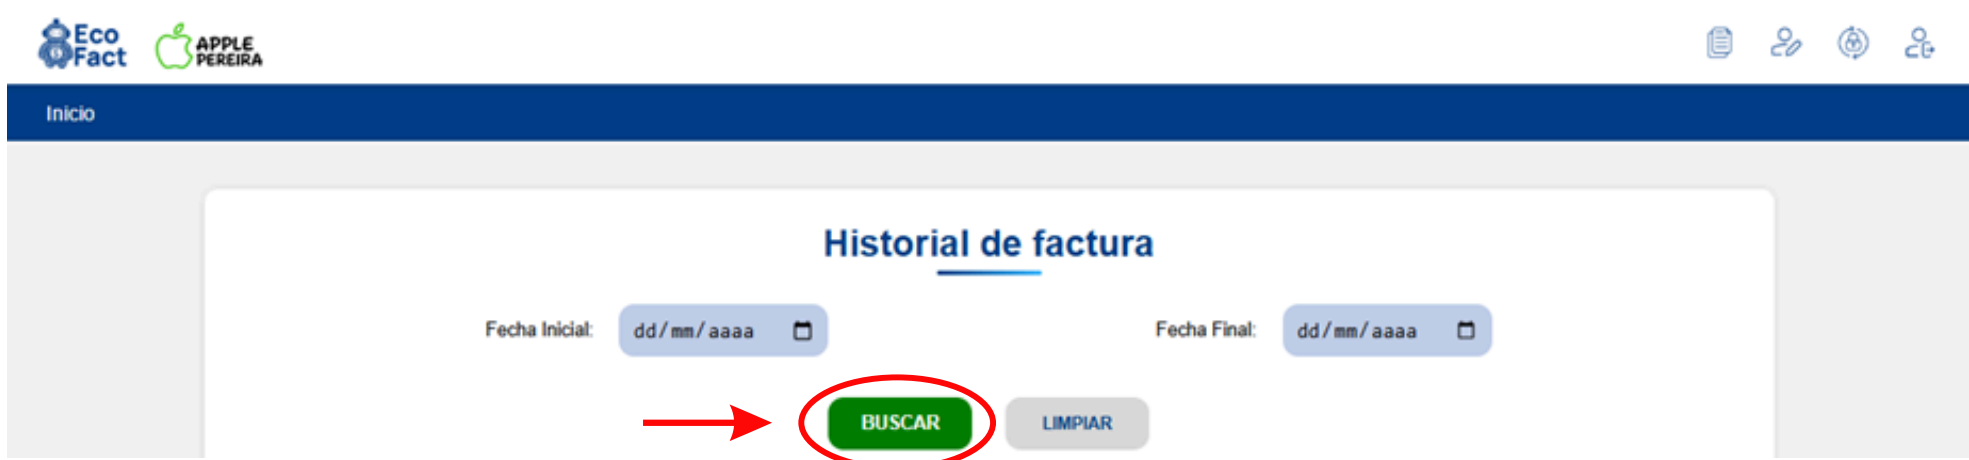 Eco
Fact
APPLE
PEREIRA
Inicio
Historial de factura
Fecha Inicial: dd/mm/aaaa
Fecha Final: dd/mm/aaaa
BUSCAR
LIMPIAR